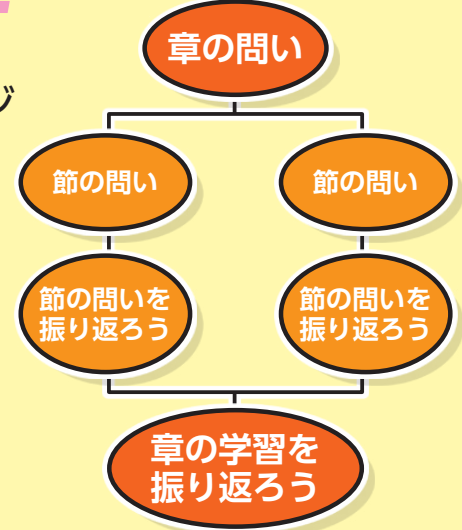 章の問い
ジ
節の問い
節の問い
節の問いを
振り返ろう
節の問いを
振り返ろう
章の学習を
振り返ろう